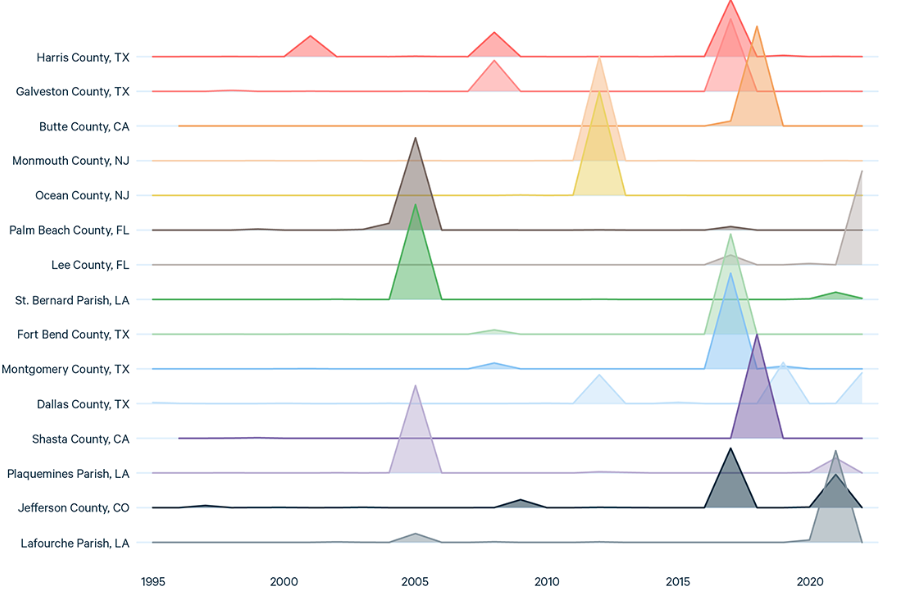 Harris County, TX
Galveston County, TX
Butte County, CA
Monmouth County, NJ
Ocean County, NJ
Palm Beach County, FL
Lee County, FL
St. Bernard Parish, LA
Fort Bend County, TX
Montgomery County, TX
Dallas County, TX
Shasta County, CA
Plaquemines Parish, LA
Jefferson County, CO
Lafourche Parish, LA
1995 2000 2005 2010 2015 2020